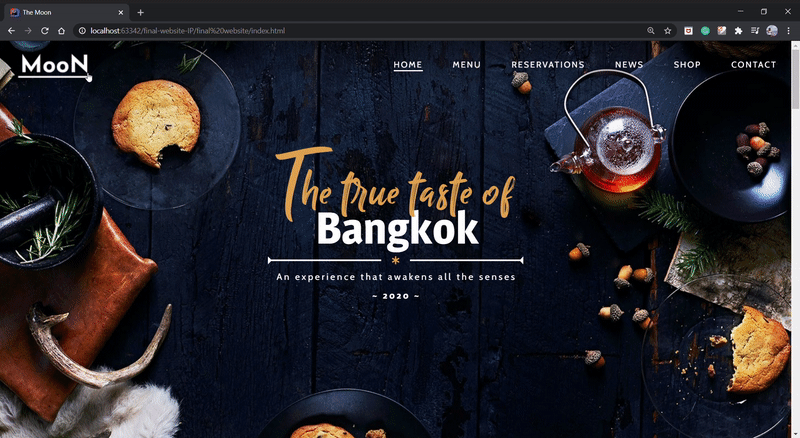 The Moon
localhost:63342/final-website-IP/final%20website/index.html
MooN
HOME MENU RESERVATIONS NEWS SHOP CONTACT
The true taste of
Bangkok
*
An experience that awakens all the senses
~ 2020 ~